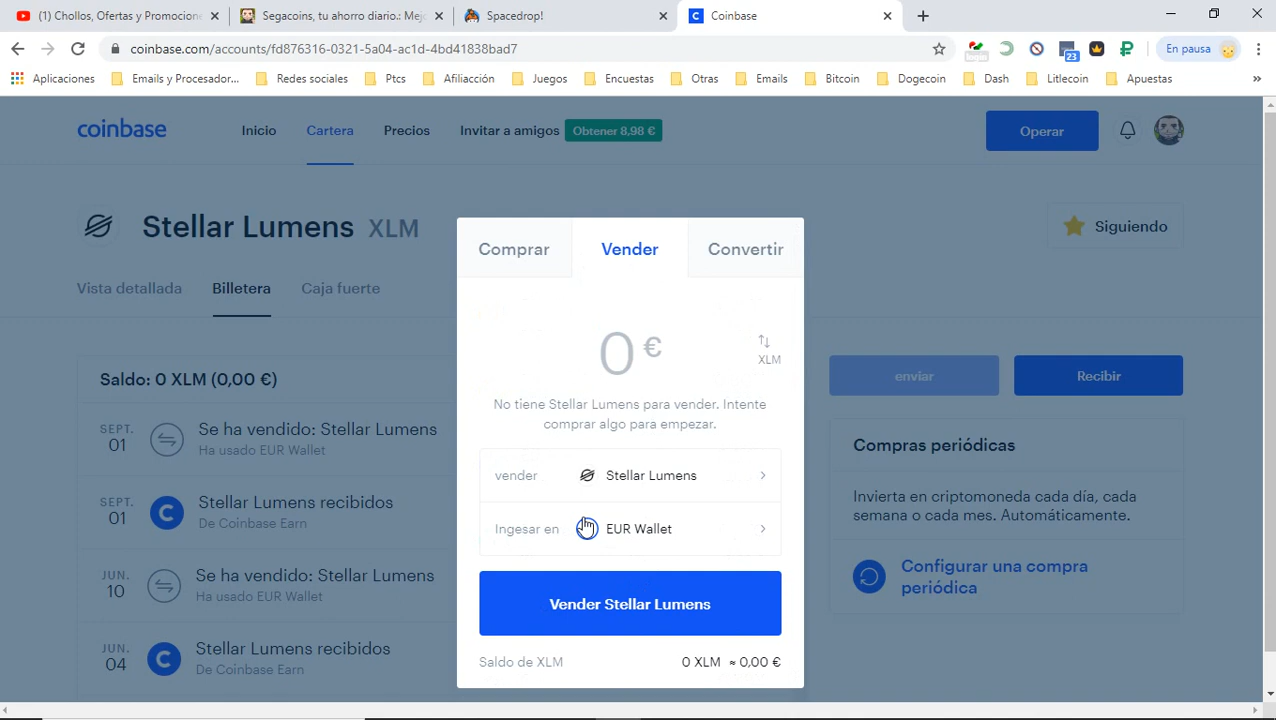 (1) Chollos, Ofertas y Promocione
Segacoins, tu ahorro diario.: Mej
Spacedrop!
Coinbase
coinbase.com/accounts/fd876316-0321-5a04-ac1d-4bd41838bad7
23
En pausa
Aplicaciones
Emails y Procesador...
Redes sociales
Ptcs
Afiliacción
Juegos
Encuestas
Otras
Emails
Bitcoin
Dogecoin
Dash
Litlecoin
Apuestas
»
coinbase
Inicio
Cartera
Precios
Invitar a amigos
Obtener 8,98 €
Operar
Stellar Lumens XLM
Siguiendo
Vista detallada
Billetera
Caja fuerte
Saldo: 0 XLM (0,00 €)
SEPT.
01
Se ha vendido: Stellar Lumens
Ha usado EUR Wallet
SEPT.
01
Stellar Lumens recibidos
De Coinbase Earn
JUN.
10
Se ha vendido: Stellar Lumens
Ha usado EUR Wallet
JUN.
04
Stellar Lumens recibidos
De Coinbase Earn
Comprar
Vender
Convertir
0 €
XLM
No tiene Stellar Lumens para vender. Intente
comprar algo para empezar.
vender
Stellar Lumens
Ingesar en
EUR Wallet
Vender Stellar Lumens
Saldo de XLM
0 XLM ≈ 0,00 €
enviar
Recibir
Compras periódicas
Invierta en criptomoneda cada día, cada
semana o cada mes. Automáticamente.
Configurar una compra
periódica